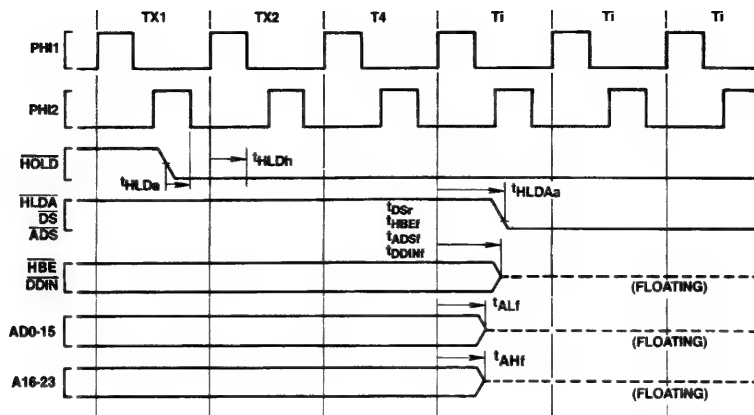 TX1 TX2 T4 Ti Ti Ti
PHI1
PHI2
HOLD
tHLDh
tHLDa
HLDA
tHLDAa
DS
tDSr
tHBEf
ADS
tADSf
tDDINf
HBE
DDIN
(FLOATING)
tALf
AD0-15
(FLOATING)
tAHf
A16-23
(FLOATING)